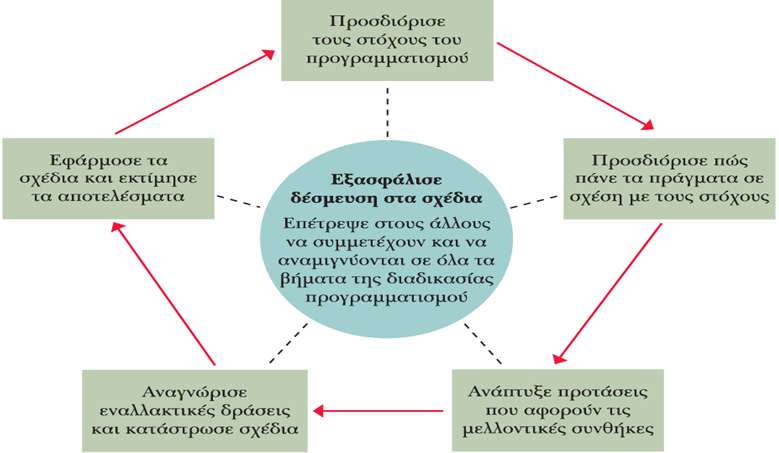 Προσδιόρισε
τους στόχους του
προγραμματισμού
Προσδιόρισε πώς
πάνε τα πράγματα σε
σχέση με τους στόχους
Ανάπτυξε προτάσεις
που αφορούν τις
μελλοντικές συνθήκες
Αναγνώρισε
εναλλακτικές δράσεις
και κατάστρωσε σχέδια
Εφάρμοσε τα
σχέδια και εκτίμησε
τα αποτελέσματα
Εξασφάλισε
δέσμευση στα σχέδια
Επέτρεψε στους άλλους
να συμμετέχουν και να
αναμιγνύονται σε όλα τα
βήματα της διαδικασίας
προγραμματισμού